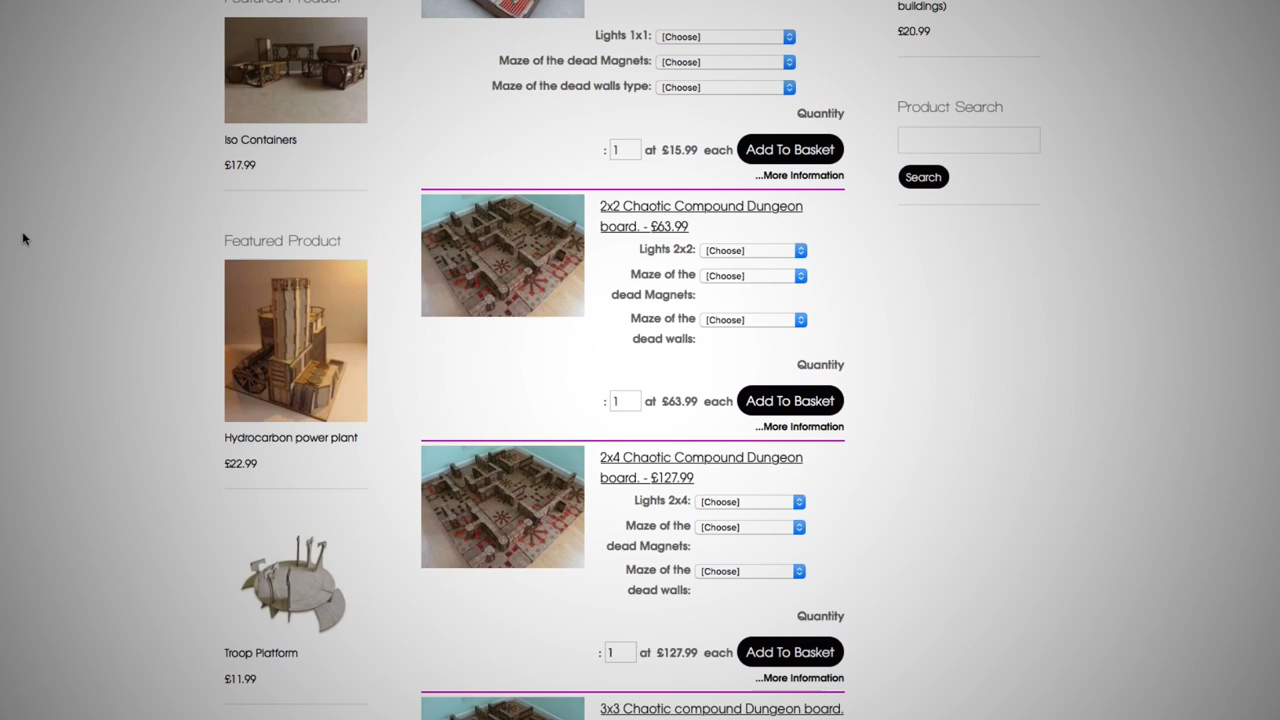 Featured Product
Iso Containers
£17.99
Featured Product
Hydrocarbon power plant
£22.99
Troop Platform
£11.99
Lights 1x1: [Choose]
Maze of the dead Magnets: [Choose]
Maze of the dead walls type: [Choose]
Quantity
: 1 at £15.99 each Add To Basket
...More Information
2x2 Chaotic Compound Dungeon
board. - £63.99
Lights 2x2: [Choose]
Maze of the [Choose]
dead Magnets:
Maze of the [Choose]
dead walls:
Quantity
: 1 at £63.99 each Add To Basket
...More Information
2x4 Chaotic Compound Dungeon
board. - £127.99
Lights 2x4: [Choose]
Maze of the [Choose]
dead Magnets:
Maze of the [Choose]
dead walls:
Quantity
: 1 at £127.99 each Add To Basket
...More Information
3x3 Chaotic compound Dungeon board.
buildings)
£20.99
Product Search
Search